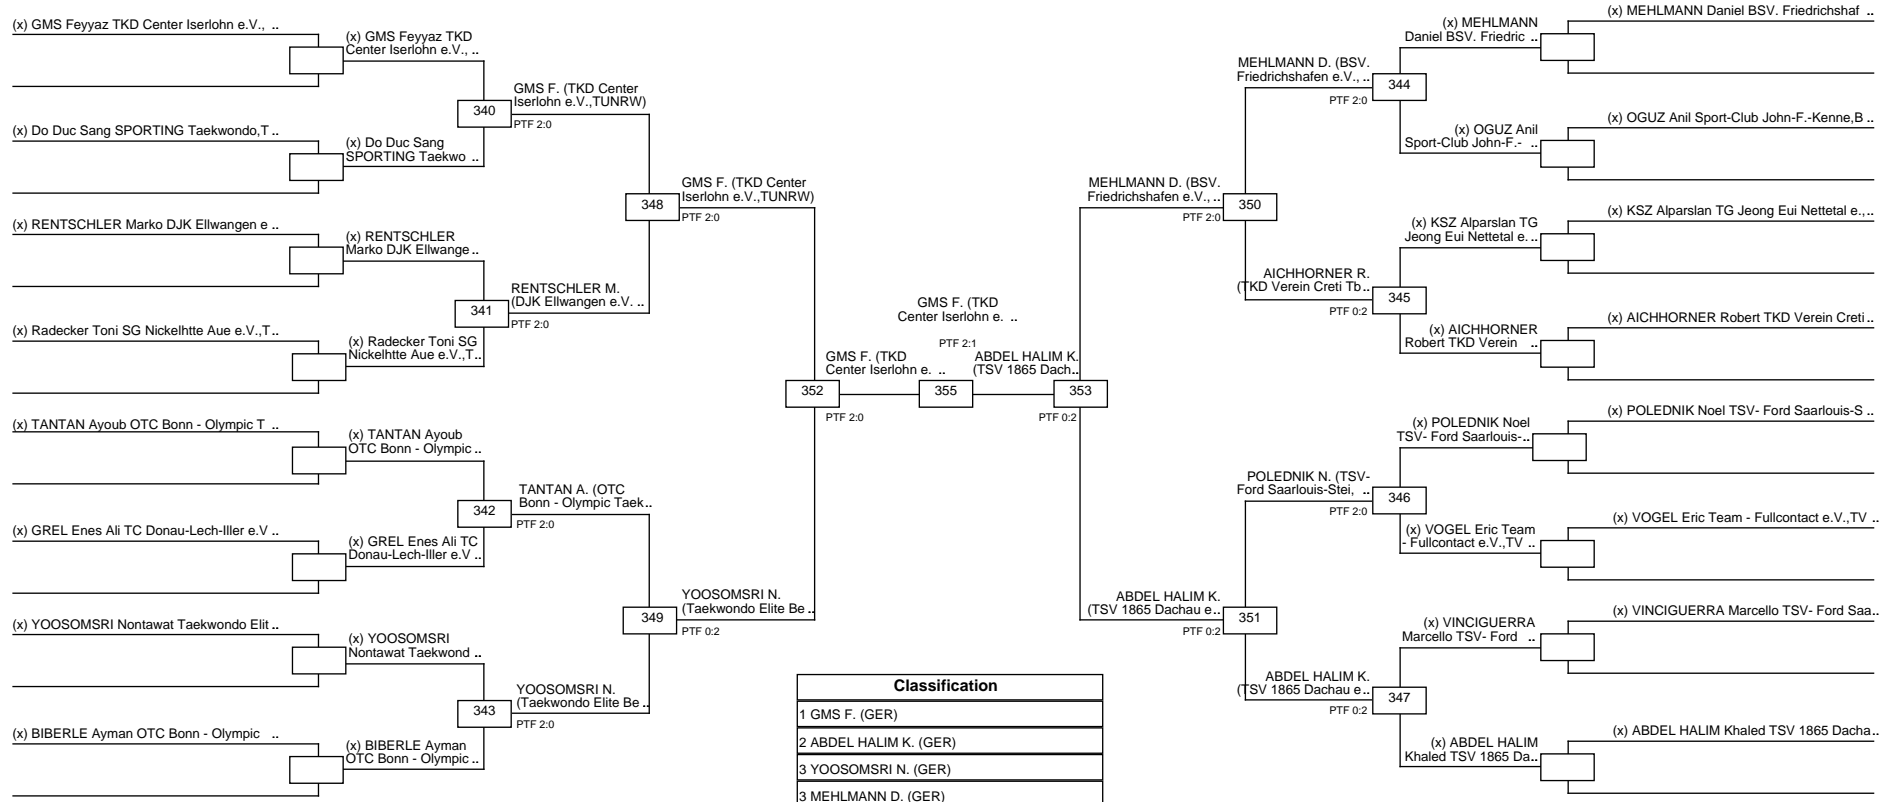 (x) GMS Feyyaz TKD Center Iserlohn e.V., ..
(x) GMS Feyyaz TKD
Center Iserlohn e.V., ..
340
GMS F. (TKD Center
Iserlohn e.V.,TUNRW)
PTF 2:0
(x) Do Duc Sang SPORTING Taekwondo,T ..
(x) Do Duc Sang
SPORTING Taekwo ..
348
GMS F. (TKD Center
Iserlohn e.V.,TUNRW)
PTF 2:0
(x) RENTSCHLER Marko DJK Ellwangen e ..
(x) RENTSCHLER
Marko DJK Ellwange ..
341
RENTSCHLER M.
(DJK Ellwangen e.V. ..
PTF 2:0
(x) Radecker Toni SG Nickelhtte Aue e.V.,T ..
(x) Radecker Toni SG
Nickelhtte Aue e.V.,T..
352
GMS F. (TKD
Center Iserlohn e. ..
PTF 2:0
(x) TANTAN Ayoub OTC Bonn - Olympic T ..
(x) TANTAN Ayoub
OTC Bonn - Olympic ..
342
TANTAN A. (OTC
Bonn - Olympic Taek..
PTF 2:0
(x) GREL Enes Ali TC Donau-Lech-Iller e.V ..
(x) GREL Enes Ali TC
Donau-Lech-Iller e.V ..
349
YOOSOMSRI N.
(Taekwondo Elite Be ..
PTF 0:2
(x) YOOSOMSRI Nontawat Taekwondo Elit ..
(x) YOOSOMSRI
Nontawat Taekwond ..
343
YOOSOMSRI N.
(Taekwondo Elite Be ..
PTF 2:0
(x) BIBERLE Ayman OTC Bonn - Olympic ..
(x) BIBERLE Ayman
OTC Bonn - Olympic ..
GMS F. (TKD
Center Iserlohn e. ..
PTF 2:1
355
ABDEL HALIM K.
(TSV 1865 Dach..
353
PTF 0:2
(x) MEHLMANN Daniel BSV. Friedrichshaf ..
(x) MEHLMANN
Daniel BSV. Friedric ..
MEHLMANN D. (BSV.
Friedrichshafen e.V., ..
344
PTF 2:0
(x) OGUZ Anil Sport-Club John-F.-Kenne,B ..
(x) OGUZ Anil
Sport-Club John-F.- ..
MEHLMANN D. (BSV.
Friedrichshafen e.V., ..
350
PTF 2:0
(x) KSZ Alparslan TG Jeong Eui Nettetal e.,..
(x) KSZ Alparslan TG
Jeong Eui Nettetal e. ..
AICHHORNER R.
(TKD Verein Creti Tb ..
345
PTF 0:2
(x) AICHHORNER Robert TKD Verein Creti ..
(x) AICHHORNER
Robert TKD Verein ..
(x) POLEDNIK Noel TSV- Ford Saarlouis-S ..
(x) POLEDNIK Noel
TSV- Ford Saarlouis-..
POLEDNIK N. (TSV-
Ford Saarlouis-Stei, ..
346
PTF 2:0
(x) VOGEL Eric Team - Fullcontact e.V.,TV ..
(x) VOGEL Eric Team
- Fullcontact e.V.,TV ..
ABDEL HALIM K.
(TSV 1865 Dachau e..
351
PTF 0:2
(x) VINCIGUERRA Marcello TSV- Ford Saa..
(x) VINCIGUERRA
Marcello TSV- Ford ..
ABDEL HALIM K.
(TSV 1865 Dachau e ..
347
PTF 0:2
(x) ABDEL HALIM Khaled TSV 1865 Dacha..
(x) ABDEL HALIM
Khaled TSV 1865 Da..
Classification
1 GMS F. (GER)
2 ABDEL HALIM K. (GER)
3 YOOSOMSRI N. (GER)
3 MEHLMANN D. (GER)